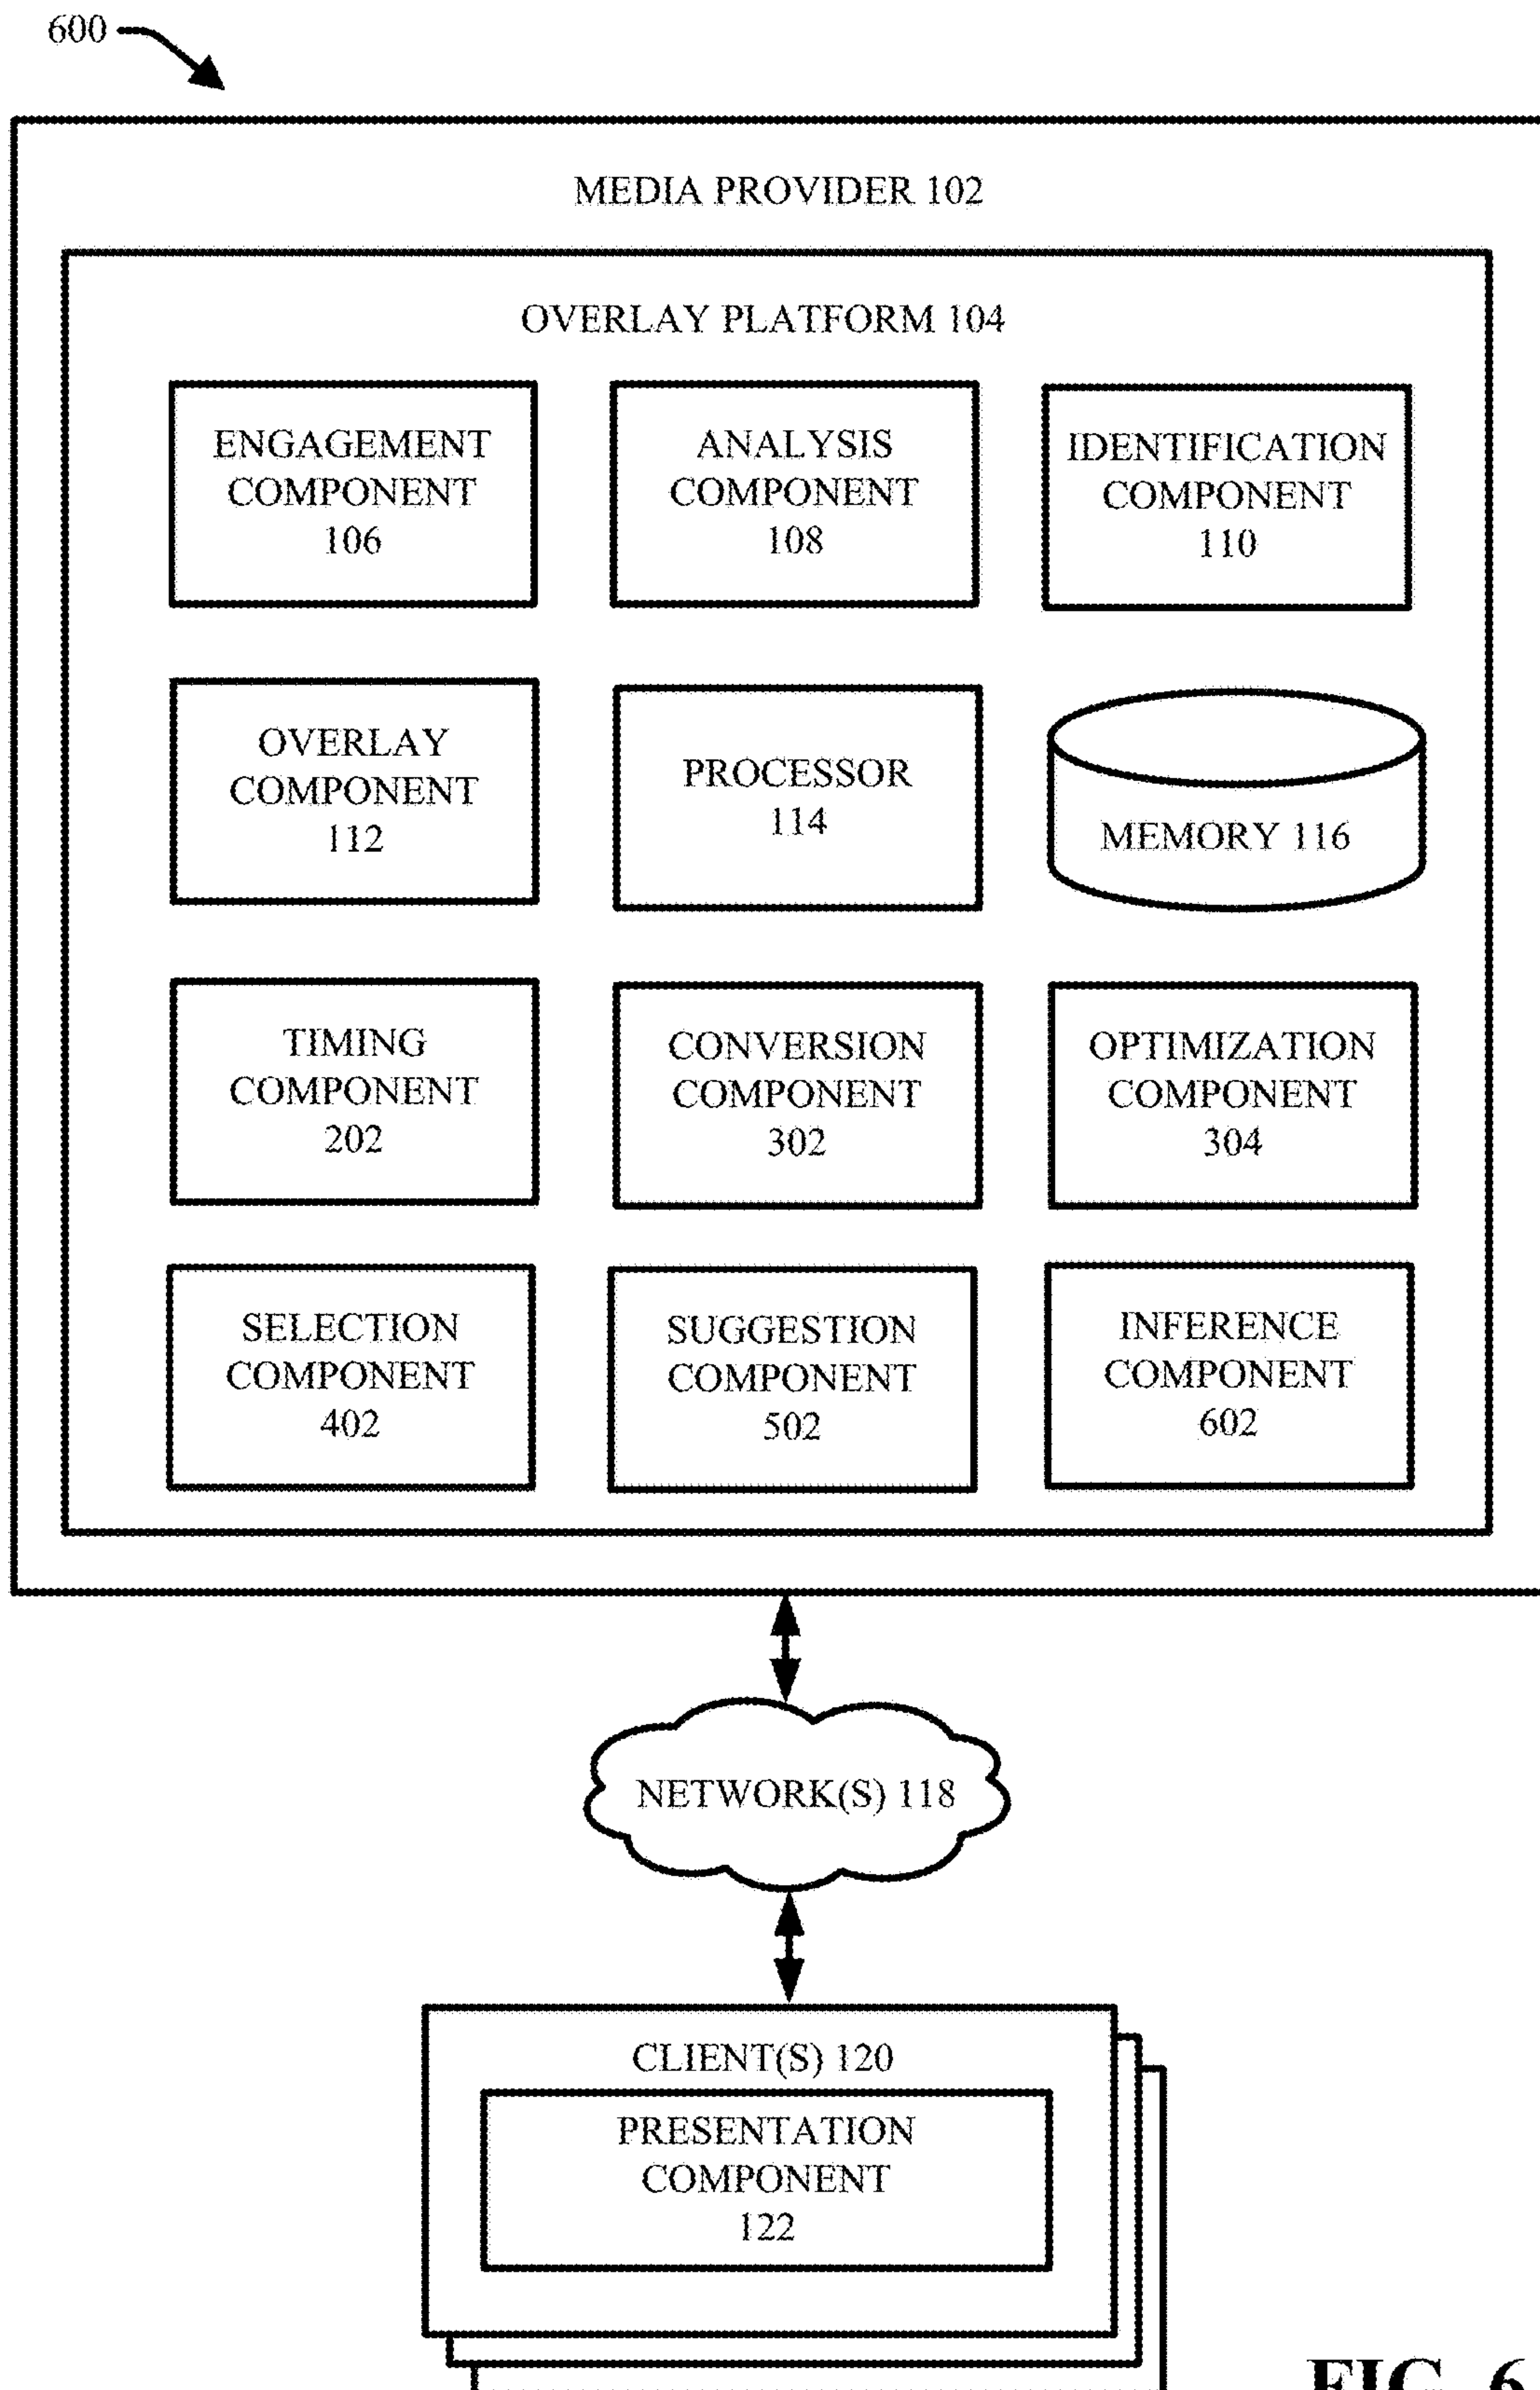 600
MEDIA PROVIDER 102
OVERLAY PLATFORM 104
ENGAGEMENT
COMPONENT
106
ANALYSIS
COMPONENT
108
IDENTIFICATION
COMPONENT
110
OVERLAY
COMPONENT
112
PROCESSOR
114
MEMORY 116
TIMING
COMPONENT
202
CONVERSION
COMPONENT
302
OPTIMIZATION
COMPONENT
304
SELECTION
COMPONENT
402
SUGGESTION
COMPONENT
502
INFERENCE
COMPONENT
602
NETWORK(S) 118
CLIENT(S) 120
PRESENTATION
COMPONENT
122
FIG. 6